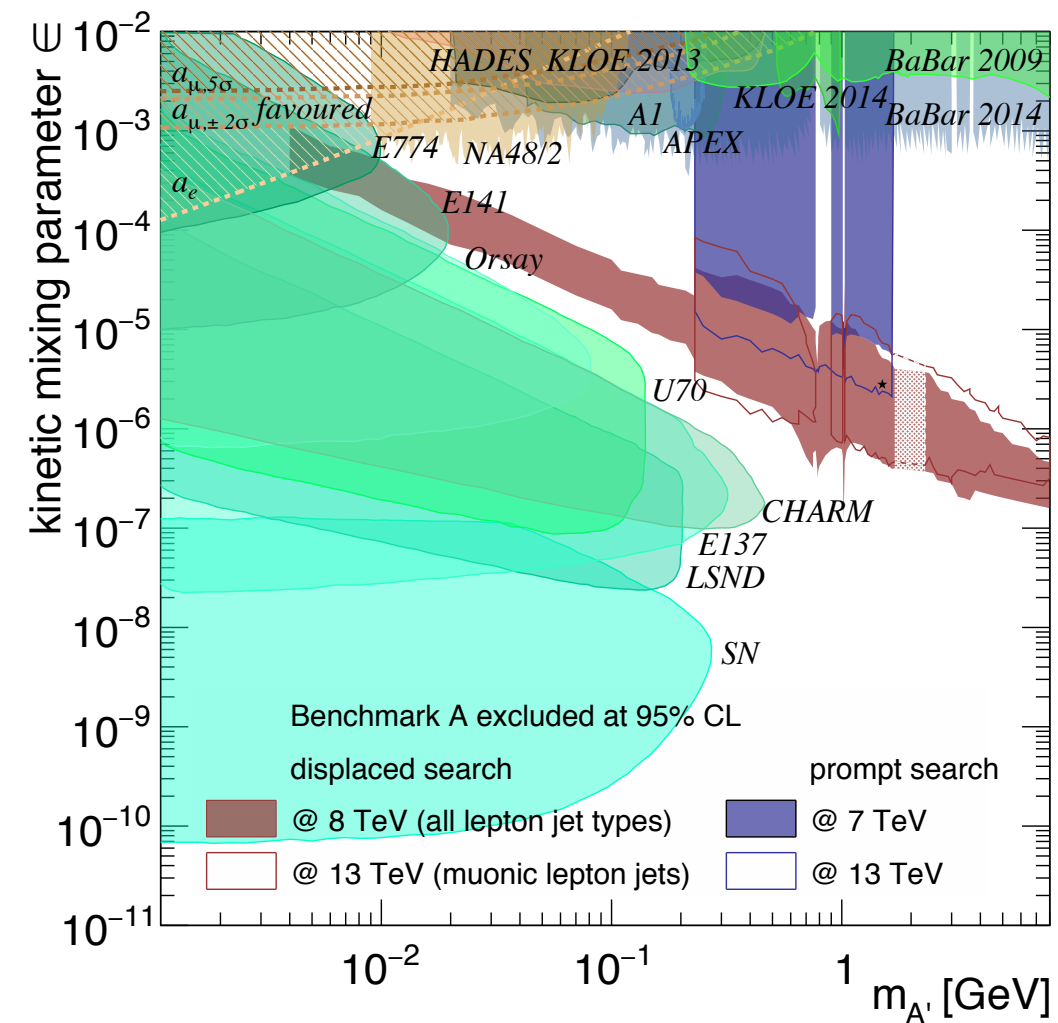 kinetic mixing parameter ∈
10⁻²
10⁻³
10⁻⁴
10⁻⁵
10⁻⁶
10⁻⁷
10⁻⁸
10⁻⁹
10⁻¹⁰
10⁻¹¹
HADES KLOE 2013
BaBar 2009
a_μ,5σ
KLOE 2014
a_μ,±2σ favoured
A1
BaBar 2014
E774
NA48/2
APEX
a_e
E141
Orsay
U70
CHARM
E137
LSND
SN
Benchmark A excluded at 95% CL
displaced search
@ 8 TeV (all lepton jet types)
@ 13 TeV (muonic lepton jets)
prompt search
@ 7 TeV
@ 13 TeV
10⁻²
10⁻¹
1
m_A' [GeV]